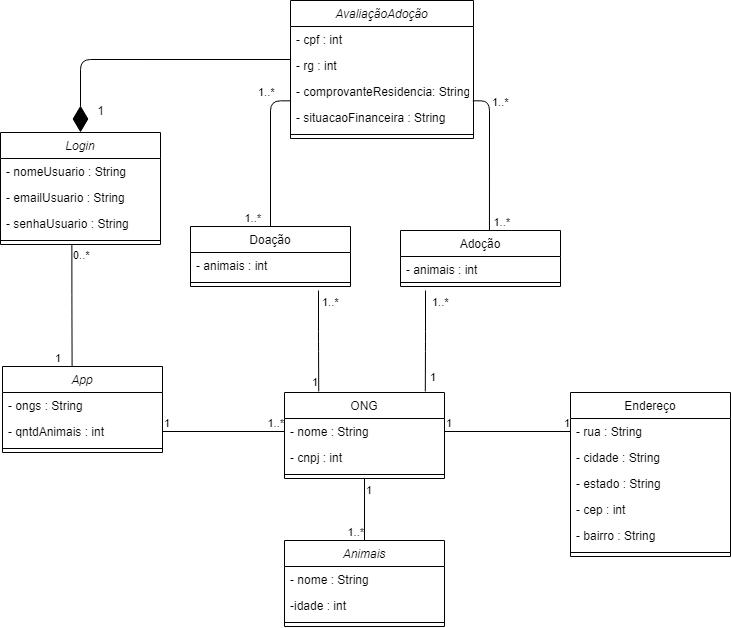 AvaliaçãoAdoção
- cpf : int
- rg : int
- comprovanteResidencia: String
- situacaoFinanceira : String
1..*
1..*
1
Login
- nomeUsuario : String
- emailUsuario : String
- senhaUsuario : String
0..*
1..*
Doação
- animais : int
1..*
Adoção
- animais : int
1..*
1..*
1
1
1
App
- ongs : String
- qntdAnimais : int
1
1..*
ONG
- nome : String
- cnpj : int
1
1
Endereço
- rua : String
- cidade : String
- estado : String
- cep : int
- bairro : String
1
1..*
Animais
- nome : String
-idade : int